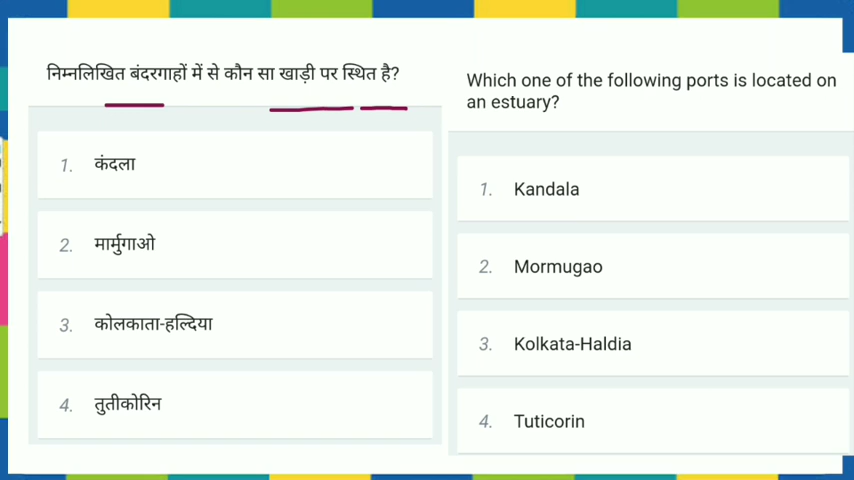 निम्नलिखित बंदरगाहों में से कौन सा खाड़ी पर स्थित है?
1. कंदला
2. मार्मुगाओ
3. कोलकाता-हल्दिया
4. तुतीकोरिन
Which one of the following ports is located on
an estuary?
1. Kandala
2. Mormugao
3. Kolkata-Haldia
4. Tuticorin